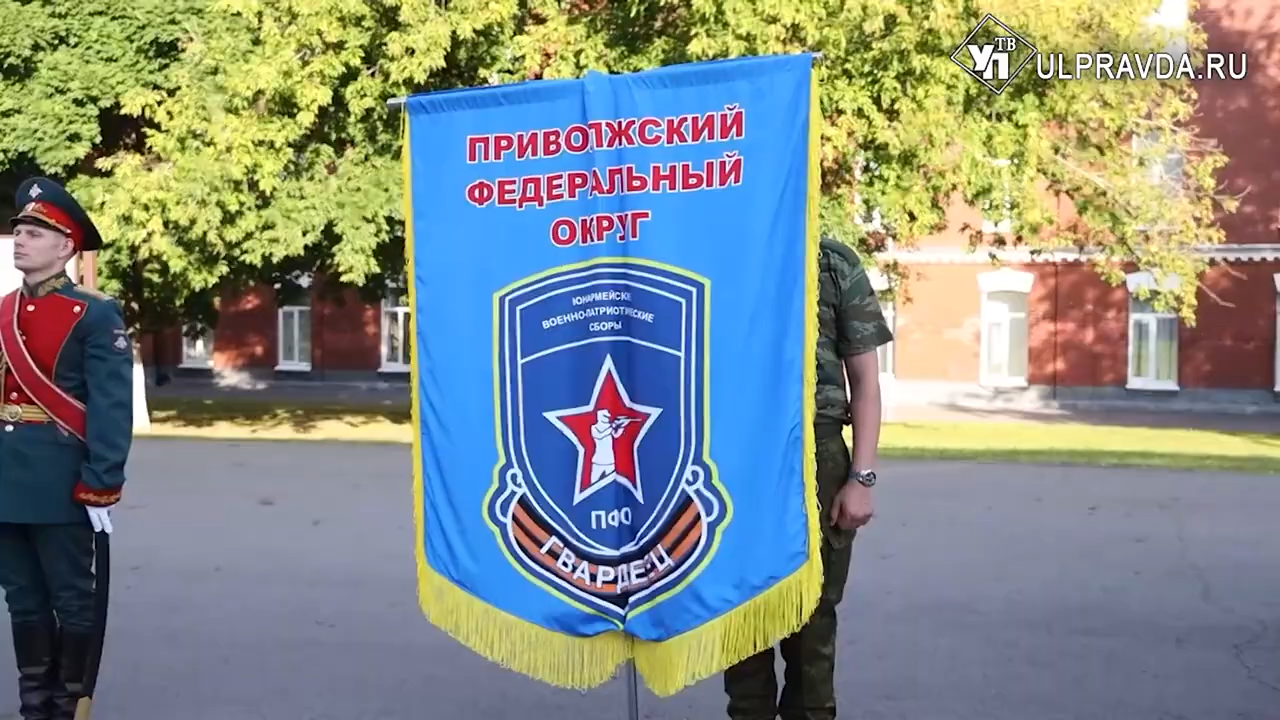 УП ТВ
ULPRAVDA.RU
ПРИВОЛЖСКИЙ
ФЕДЕРАЛЬНЫЙ
ОКРУГ
ЮНАРМЕЙСКИЕ
ВОЕННО-ПАТРИОТИЧЕСКИЕ
СБОРЫ
ПФО
ГВАРДЕЕЦ